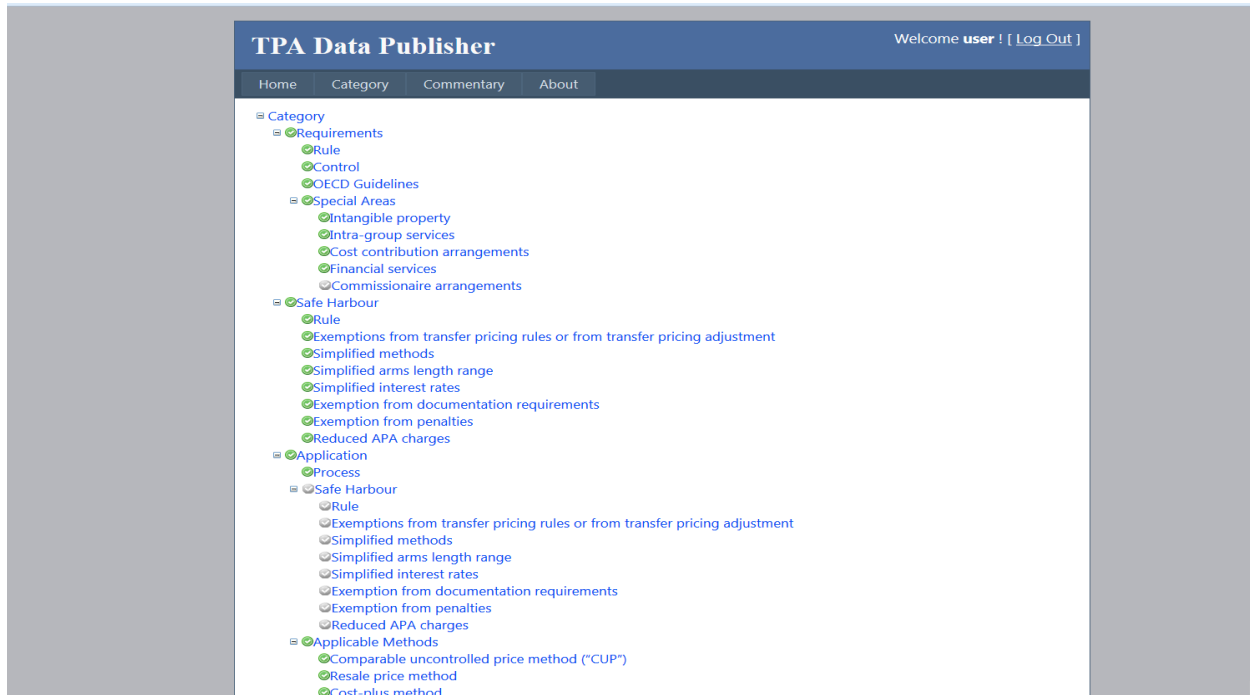 TPA Data Publisher
Welcome user ! [ Log Out ]
Home Category Commentary About
Category
Requirements
Rule
Control
OECD Guidelines
Special Areas
Intangible property
Intra-group services
Cost contribution arrangements
Financial services
Commissionaire arrangements
Safe Harbour
Rule
Exemptions from transfer pricing rules or from transfer pricing adjustment
Simplified methods
Simplified arms length range
Simplified interest rates
Exemption from documentation requirements
Exemption from penalties
Reduced APA charges
Application
Process
Safe Harbour
Rule
Exemptions from transfer pricing rules or from transfer pricing adjustment
Simplified methods
Simplified arms length range
Simplified interest rates
Exemption from documentation requirements
Exemption from penalties
Reduced APA charges
Applicable Methods
Comparable uncontrolled price method (“CUP”)
Resale price method
Cost-plus method